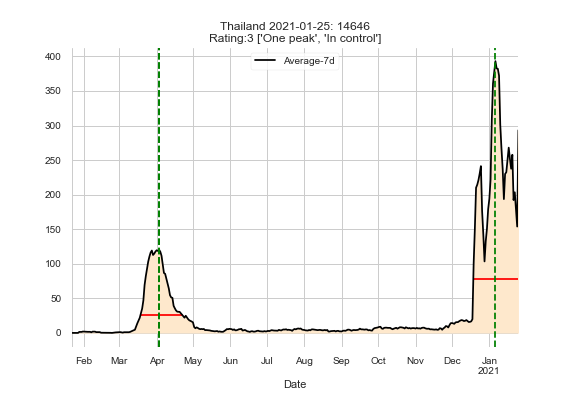 Thailand 2021-01-25: 14646
Rating:3 ['One peak', 'In control']
Average-7d
400
350
300
250
200
150
100
50
0
Feb Mar Apr May Jun Jul Aug Sep Oct Nov Dec Jan
2021
Date